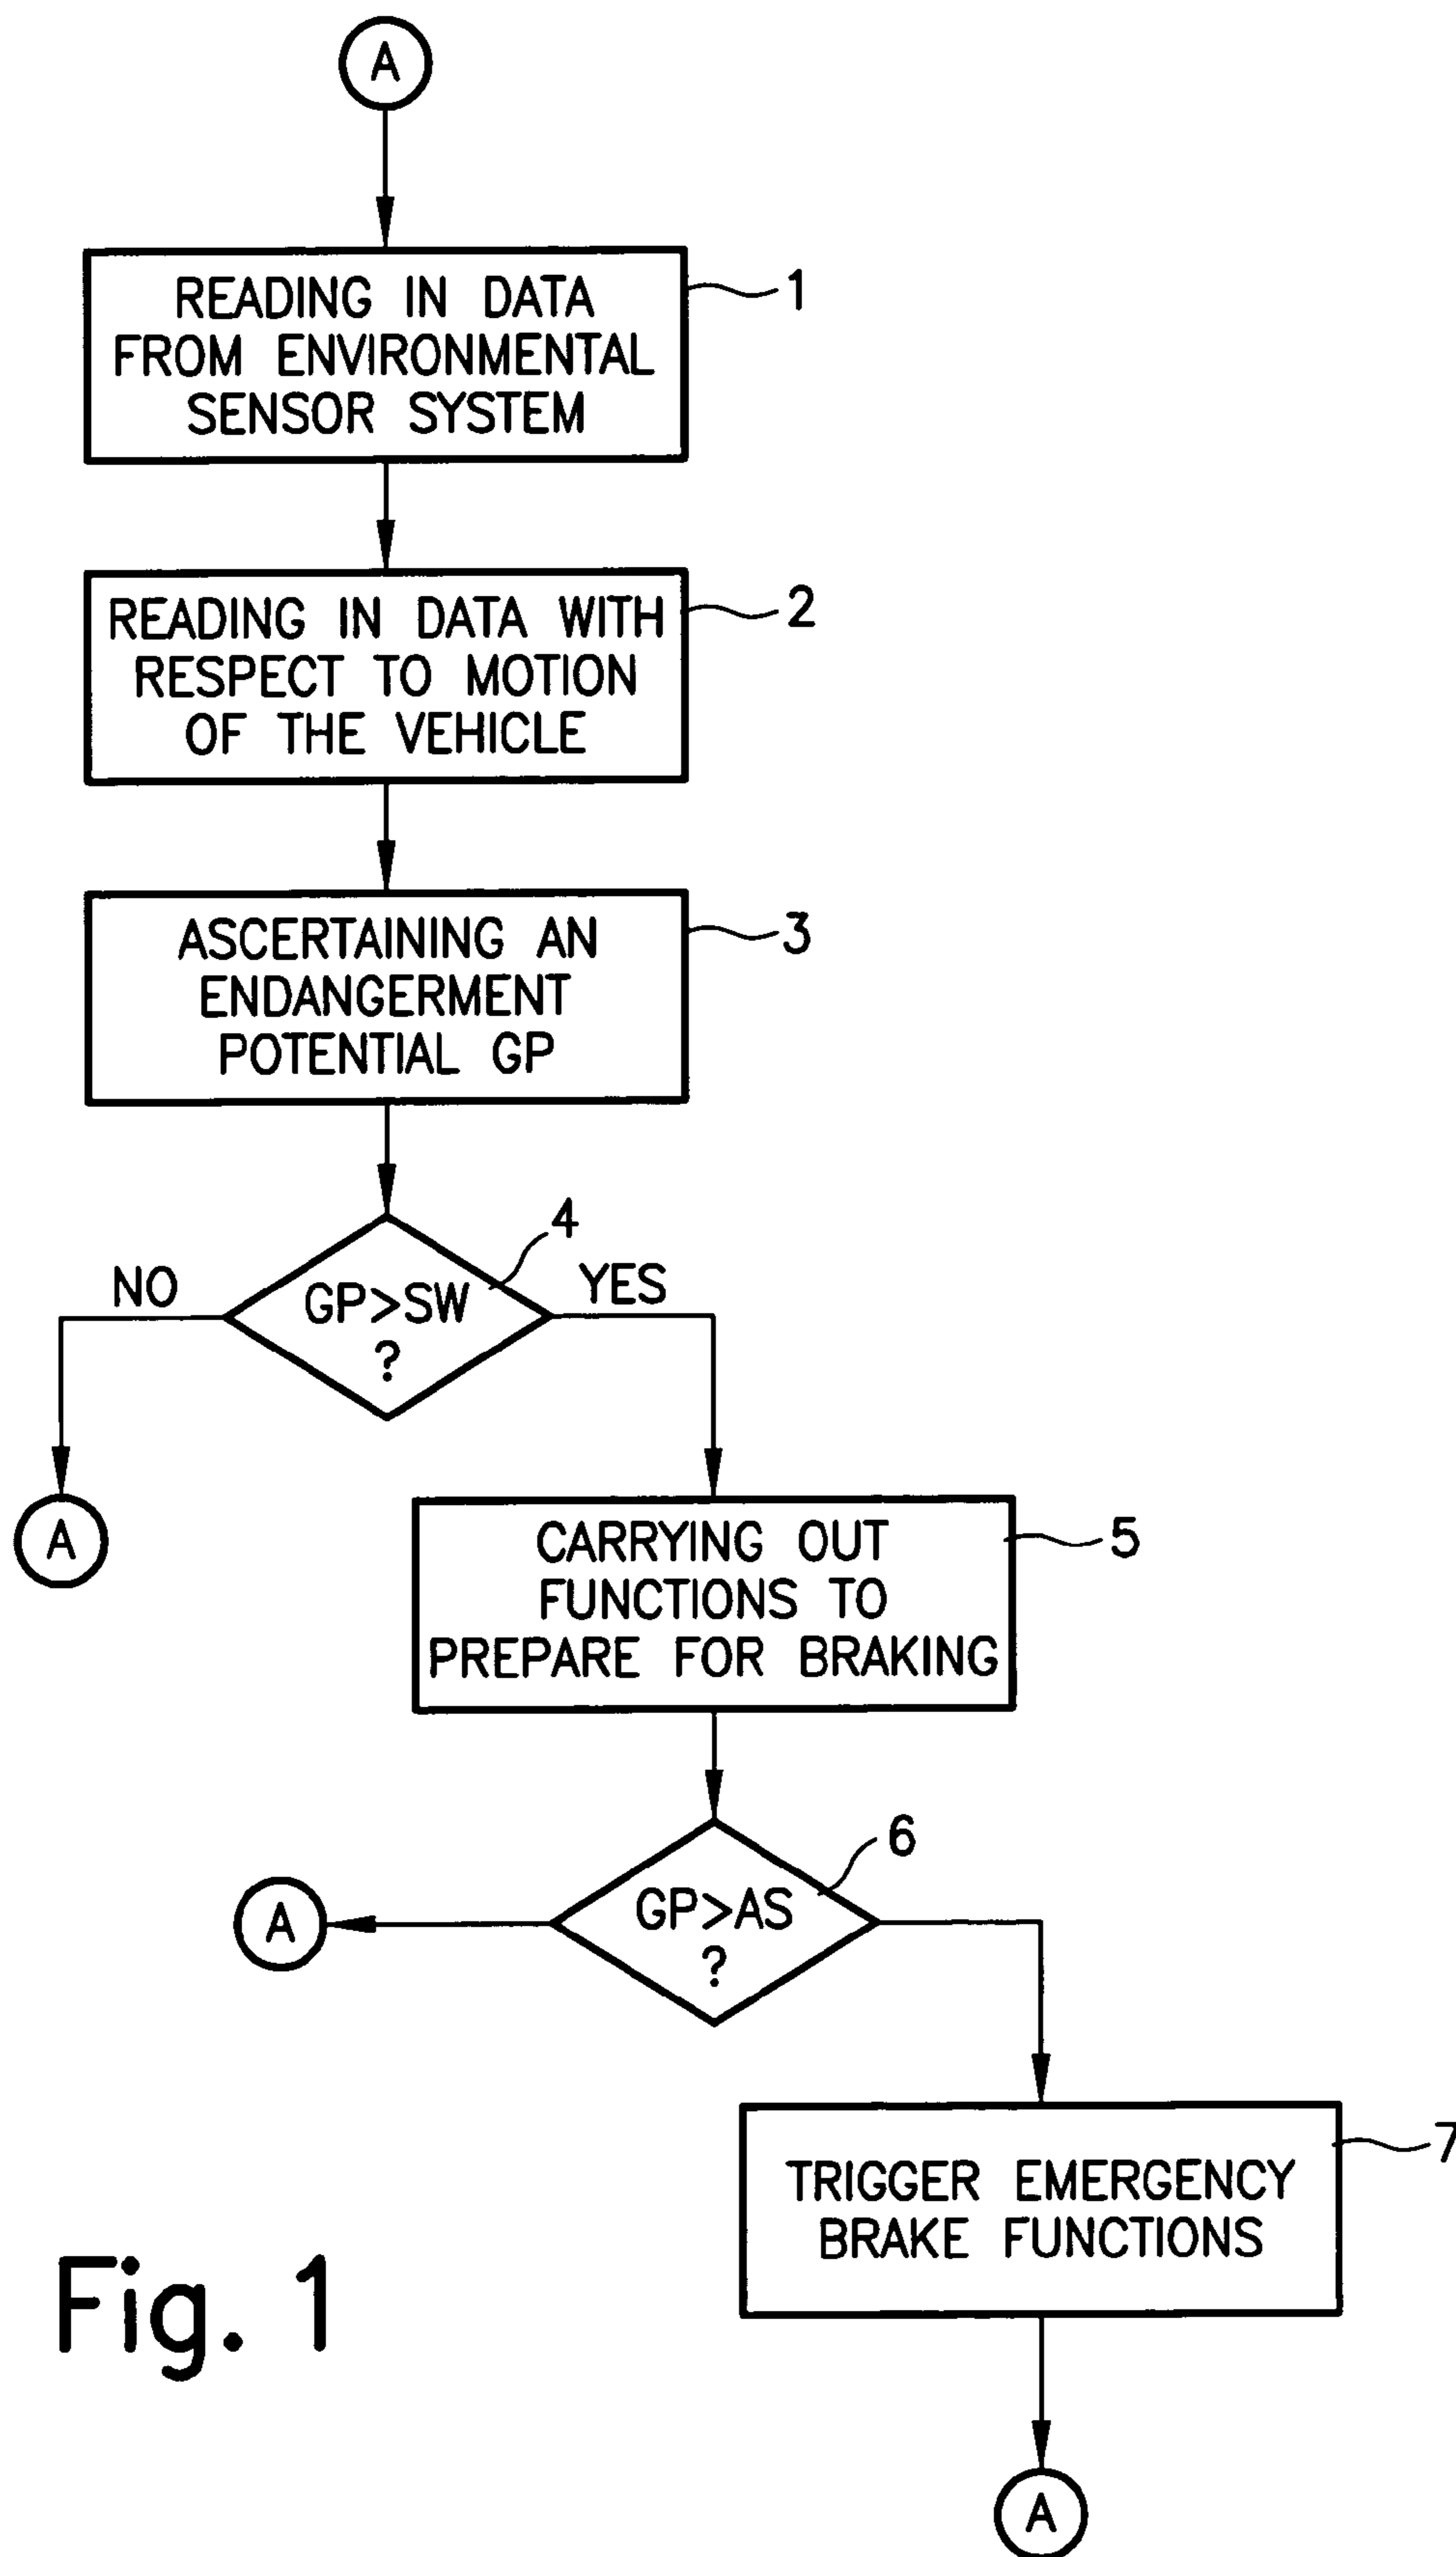 A
READING IN DATA
FROM ENVIRONMENTAL
SENSOR SYSTEM
1
READING IN DATA WITH
RESPECT TO MOTION
OF THE VEHICLE
2
ASCERTAINING AN
ENDANGERMENT
POTENTIAL GP
3
4
NO
GP>SW
?
YES
A
CARRYING OUT
FUNCTIONS TO
PREPARE FOR BRAKING
5
6
A
GP>AS
?
7
TRIGGER EMERGENCY
BRAKE FUNCTIONS
Fig. 1
A